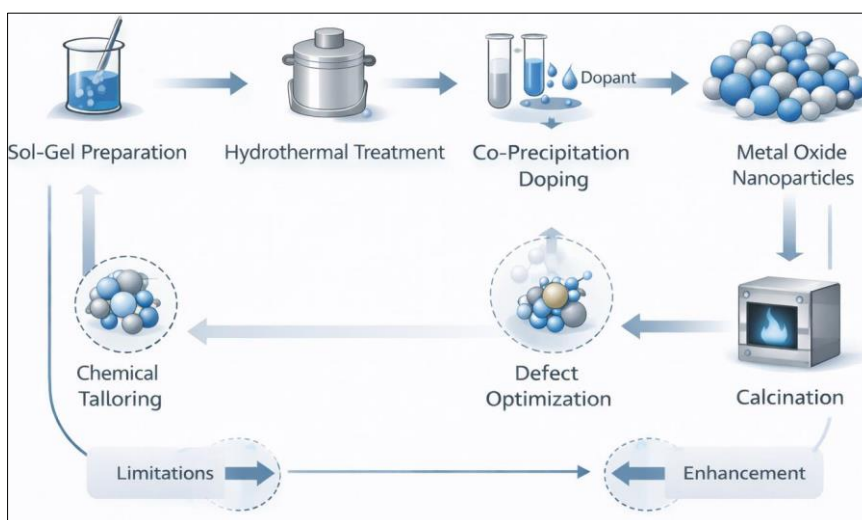 Sol-Gel Preparation
Hydrothermal Treatment
Dopant
Co-Precipitation
Doping
Metal Oxide
Nanoparticles
Chemical
Talloring
Defect
Optimization
Calcination
Limitations
Enhancement